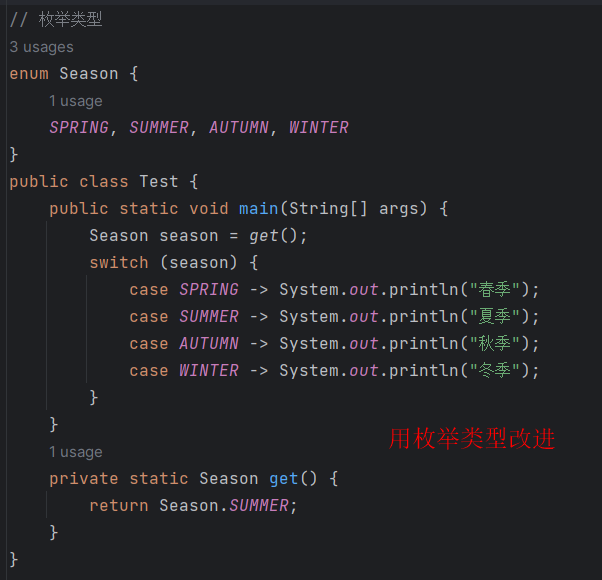 // 枚举类型
3 usages
enum Season {
1 usage
SPRING, SUMMER, AUTUMN, WINTER
}
public class Test {
public static void main(String[] args) {
Season season = get();
switch (season) {
case SPRING -> System.out.println("春季");
case SUMMER -> System.out.println("夏季");
case AUTUMN -> System.out.println("秋季");
case WINTER -> System.out.println("冬季");
}
}
用枚举类型改进
1 usage
private static Season get() {
return Season.SUMMER;
}
}